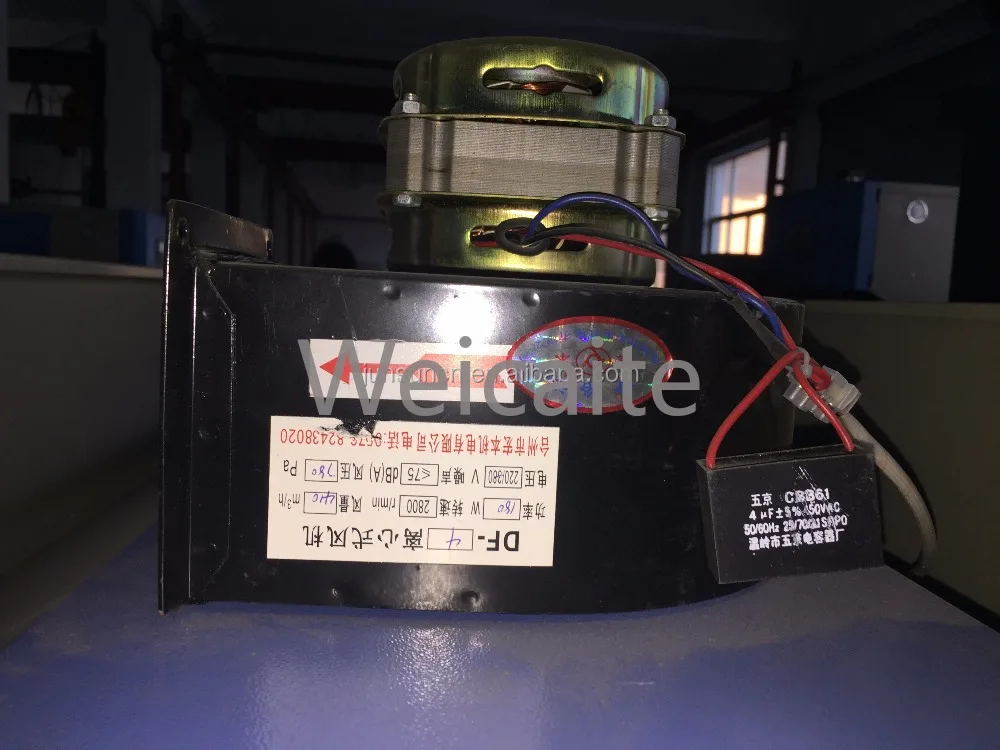 Weicaite
DF-4 离心式风机
功率 180 W 转速 2800 r/min 风量 410 m³/h
电压 220/380 V 噪声 ≤75 dB(A) 风压 780 Pa
台州市宏本机电有限公司 电话: 82438020
五京 CBB61
4 μF±5% 450VAC
50/60Hz 25/70/21 S P0
温岭市五京电容器厂